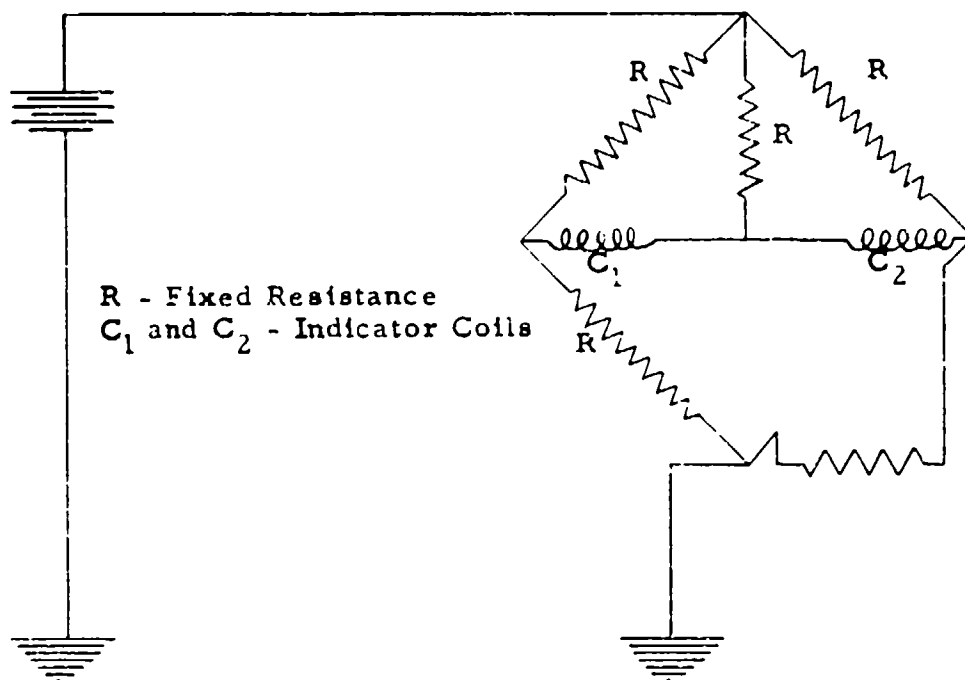 R
R
R
C1
C2
R - Fixed Resistance
C1 and C2 - Indicator Coils
R